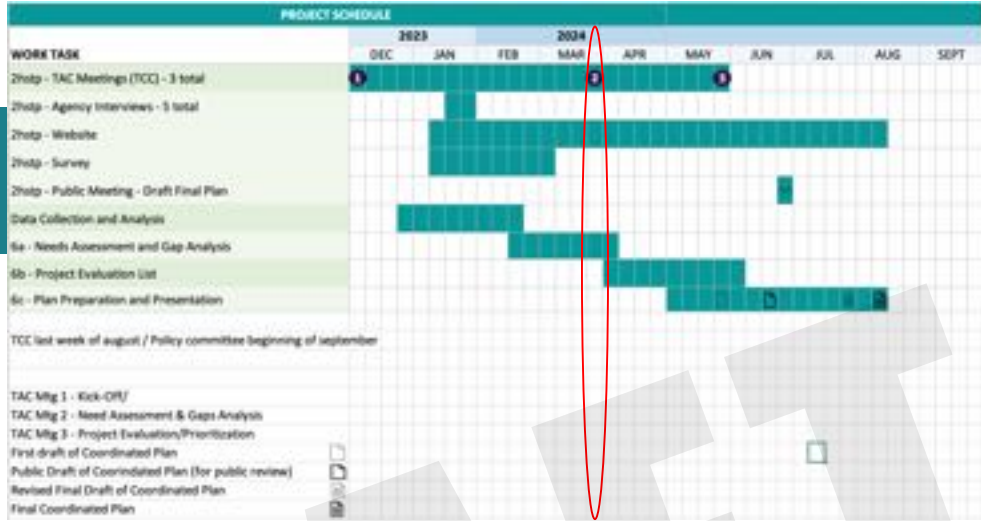 PROJECT SCHEDULE
2023 2024
WORK TASK DEC JAN FEB MAR APR MAY JUN JUL AUG SEPT
2hstp - TAC Meetings (TCC) - 3 total 1 2 3
2hstp - Agency Interviews - 5 total
2hstp - Website
2hstp - Survey
2hstp - Public Meeting - Draft Final Plan
Data Collection and Analysis
6a - Needs Assessment and Gap Analysis
6b - Project Evaluation List
6c - Plan Preparation and Presentation
TCC last week of august / Policy committee beginning of september
TAC Mtg 1 - Kick-Off/
TAC Mtg 2 - Need Assessment & Gaps Analysis
TAC Mtg 3 - Project Evaluation/Prioritization
First draft of Coordinated Plan
Public Draft of Coorindated Plan (for public review)
Revised Final Draft of Coordinated Plan
Final Coordinated Plan